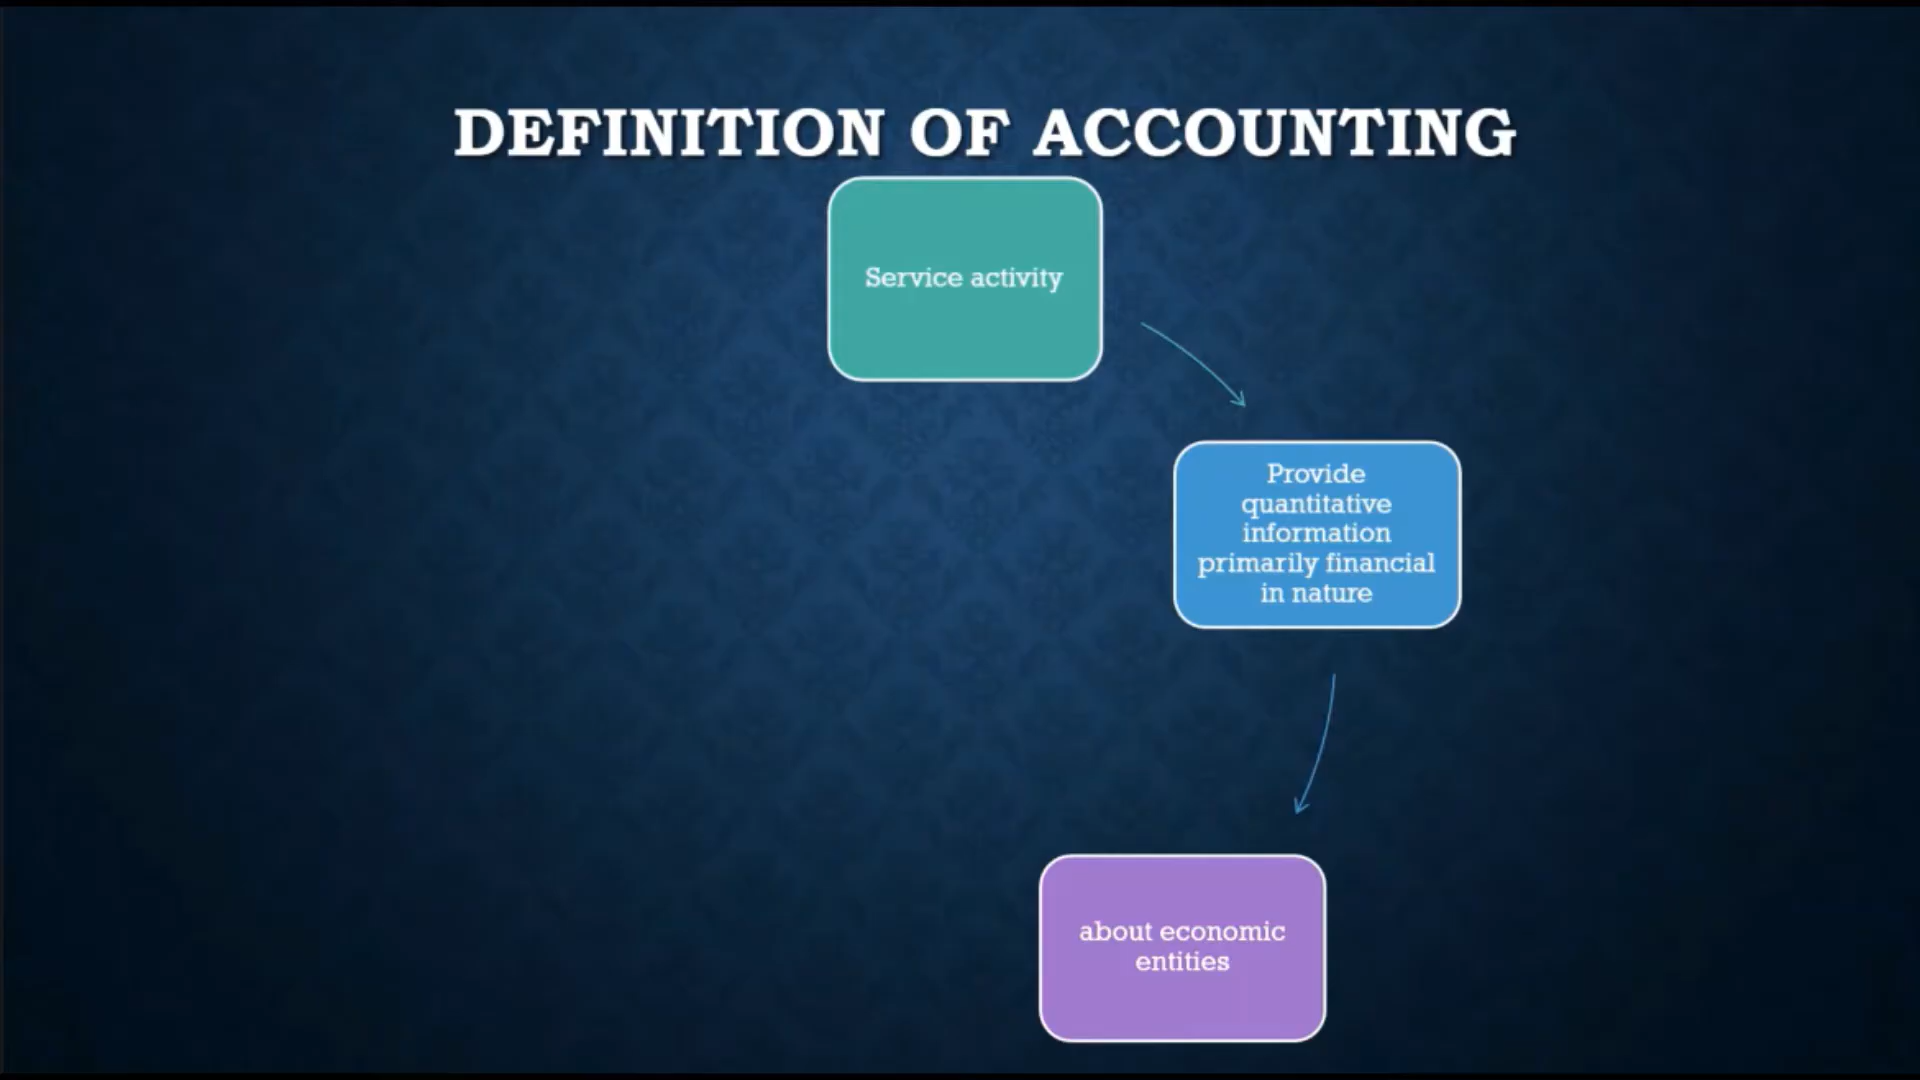 DEFINITION OF ACCOUNTING
Service activity
Provide
quantitative
information
primarily financial
in nature
about economic
entities